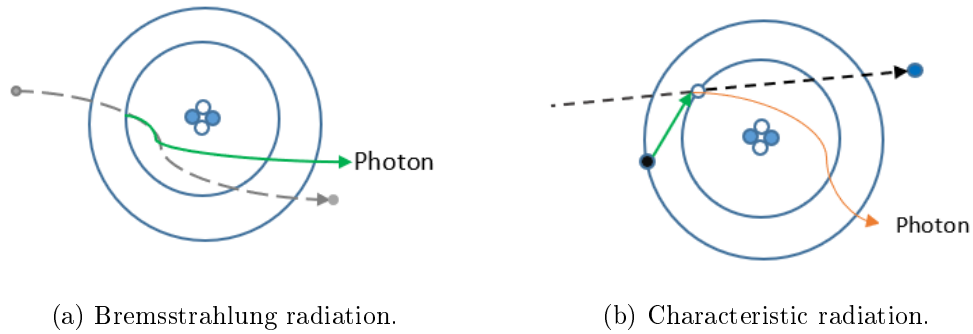 Photon
Photon
(a) Bremsstrahlung radiation.
(b) Characteristic radiation.